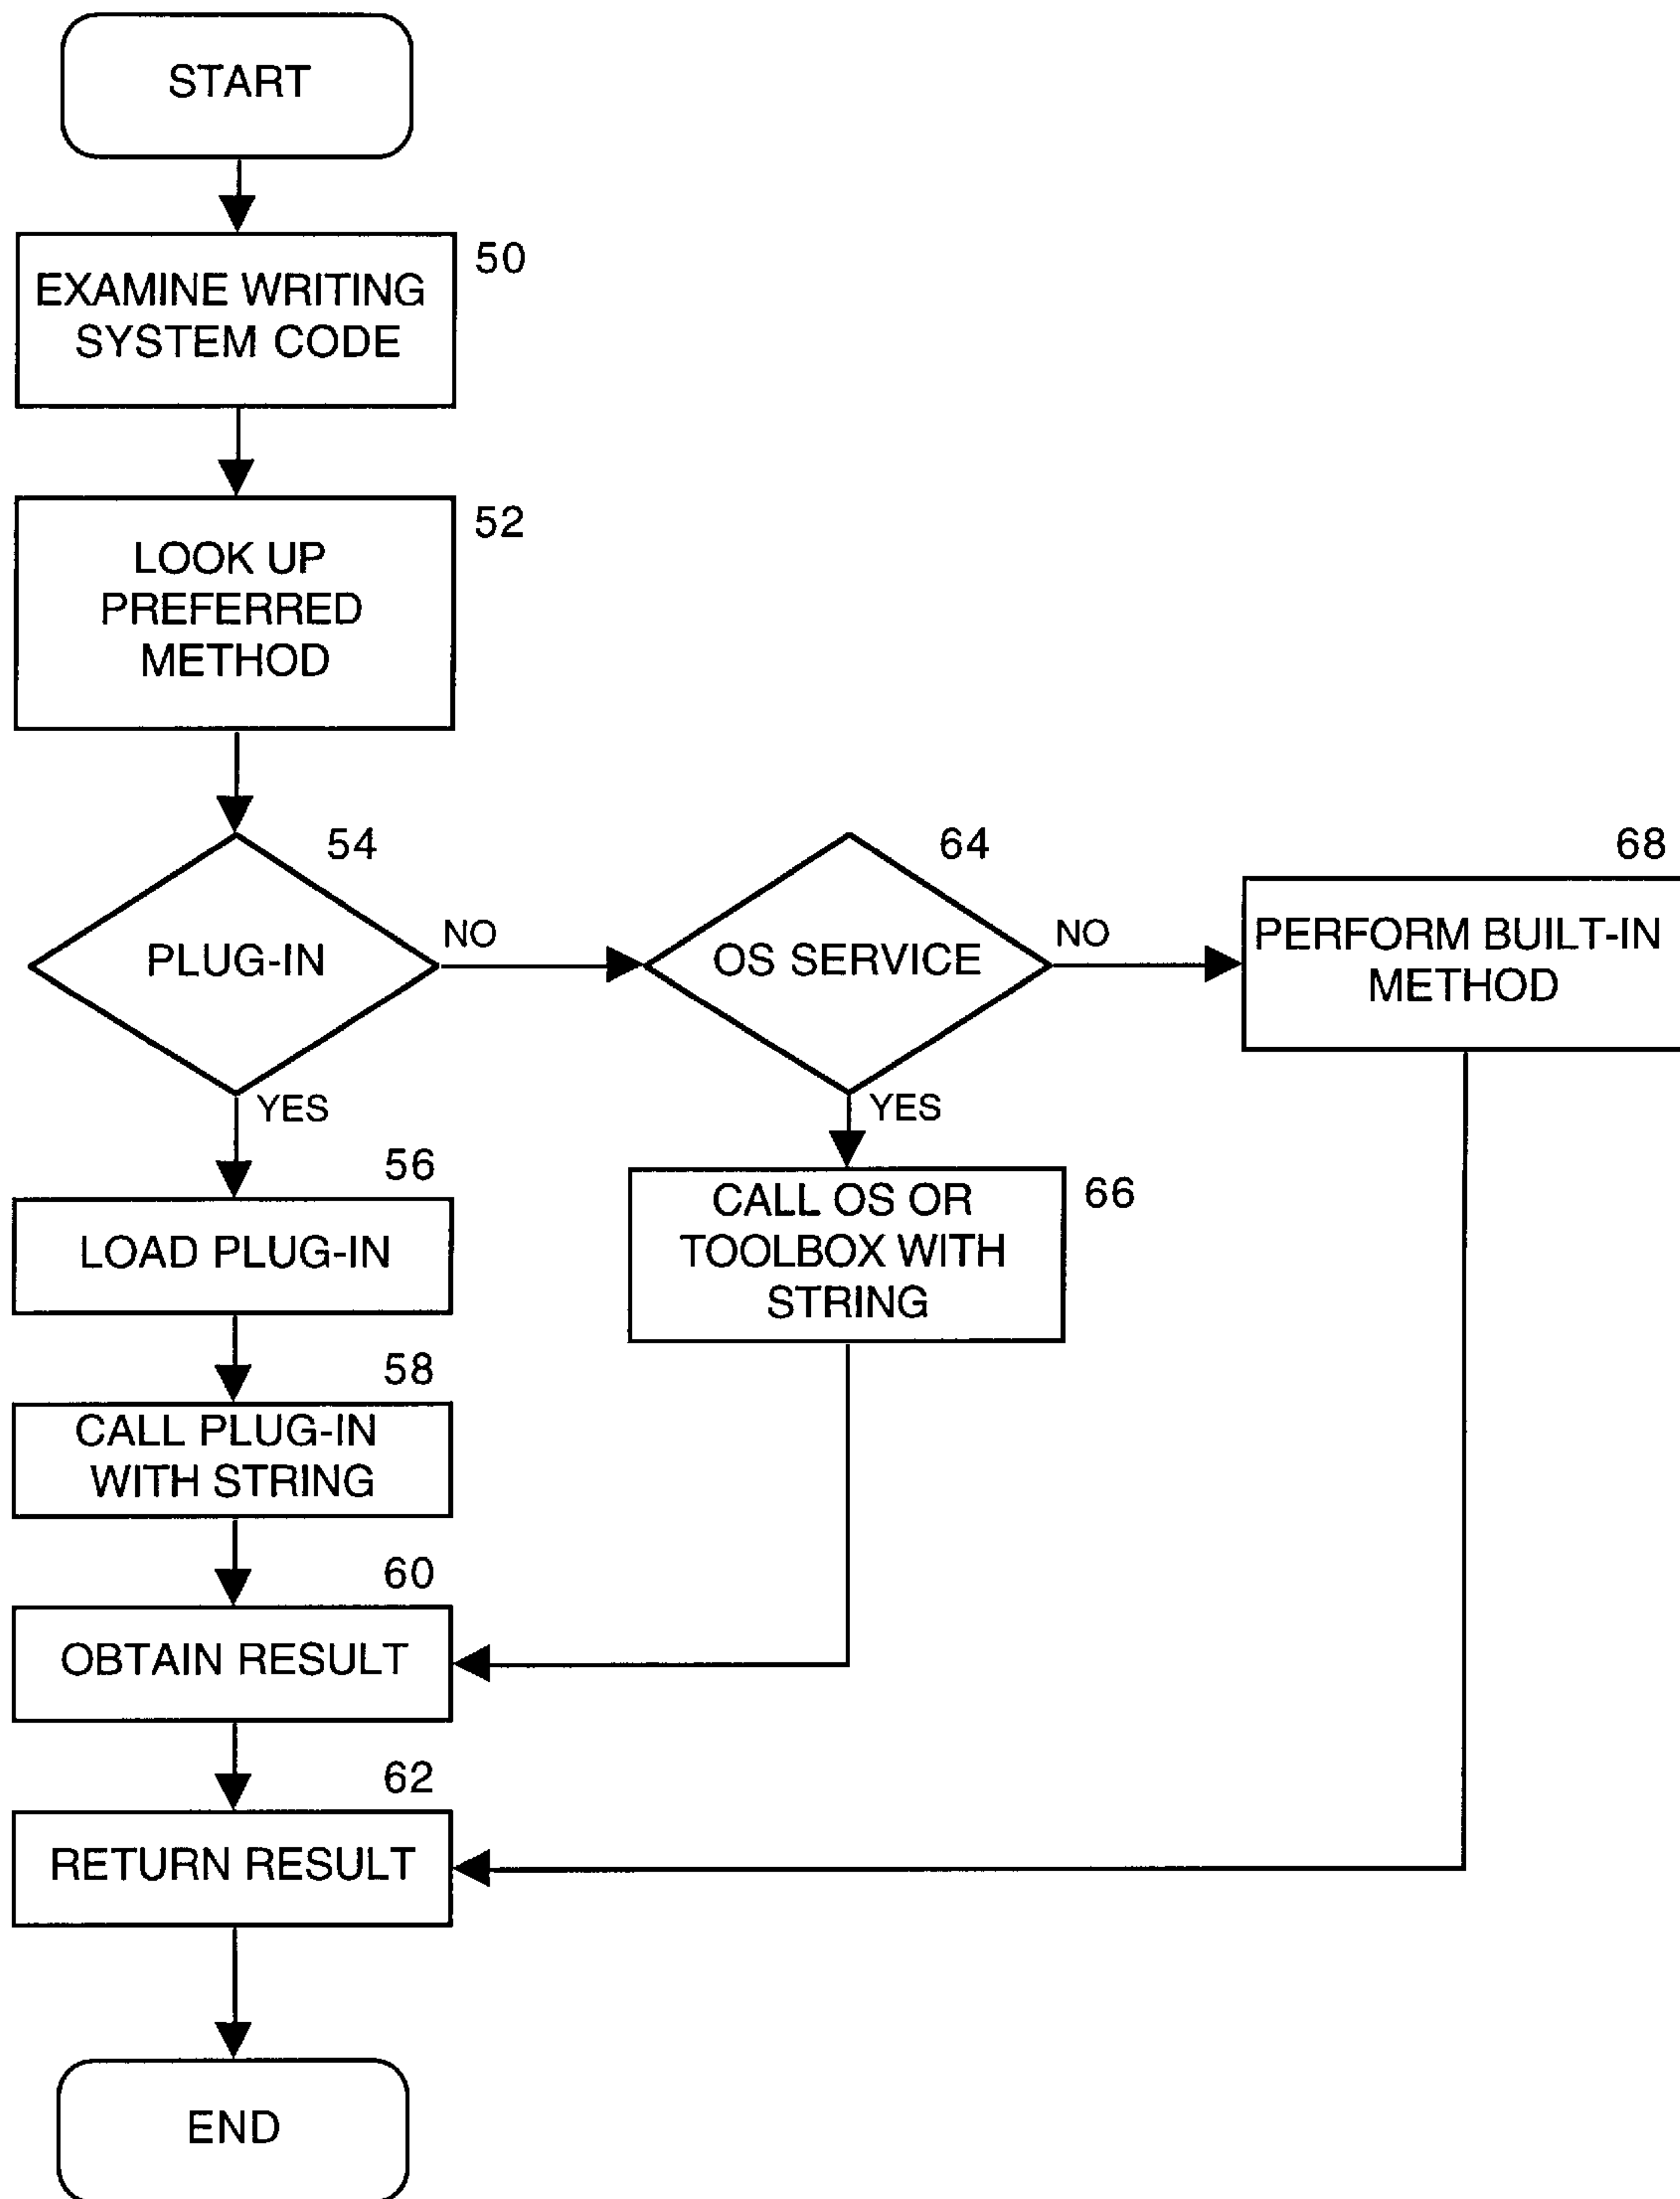 START
50
EXAMINE WRITING
SYSTEM CODE
52
LOOK UP
PREFERRED
METHOD
54
PLUG-IN
NO
YES
64
OS SERVICE
NO
YES
68
PERFORM BUILT-IN
METHOD
56
LOAD PLUG-IN
66
CALL OS OR
TOOLBOX WITH
STRING
58
CALL PLUG-IN
WITH STRING
60
OBTAIN RESULT
62
RETURN RESULT
END